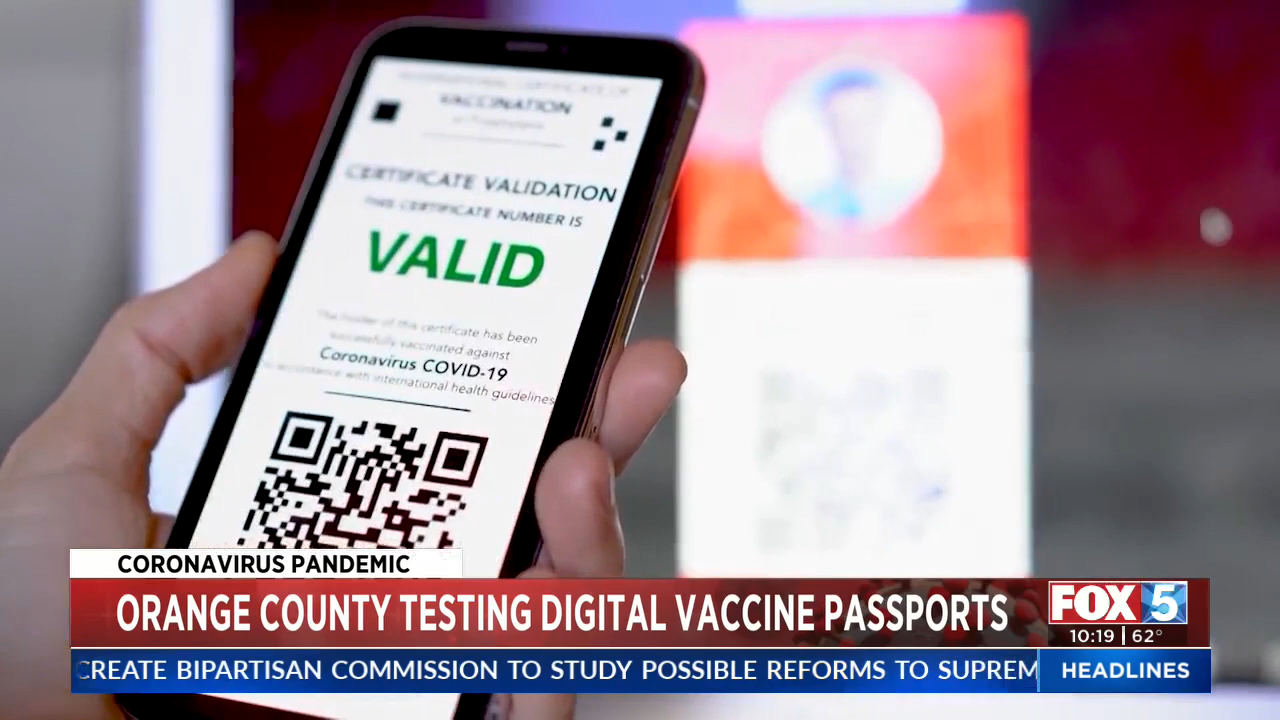 VACCINATION
CERTIFICATE VALIDATION
THIS CERTIFICATE NUMBER IS
VALID
The holder of this certificate has been
successfully vaccinated against
Coronavirus COVID-19
in accordance with international health guidelines
CORONAVIRUS PANDEMIC
ORANGE COUNTY TESTING DIGITAL VACCINE PASSPORTS
FOX 5
10:19 | 62°
CREATE BIPARTISAN COMMISSION TO STUDY POSSIBLE REFORMS TO SUPREM
HEADLINES